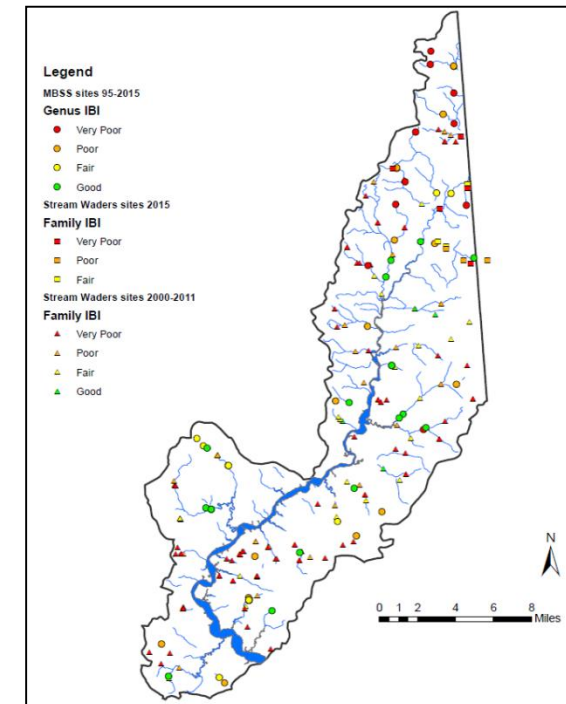 Legend
MBSS sites 95-2015
Genus IBI
Very Poor
Poor
Fair
Good
Stream Waders sites 2015
Family IBI
Very Poor
Poor
Fair
Stream Waders sites 2000-2011
Family IBI
Very Poor
Poor
Fair
Good
N
0 1 2 4 6 8
Miles